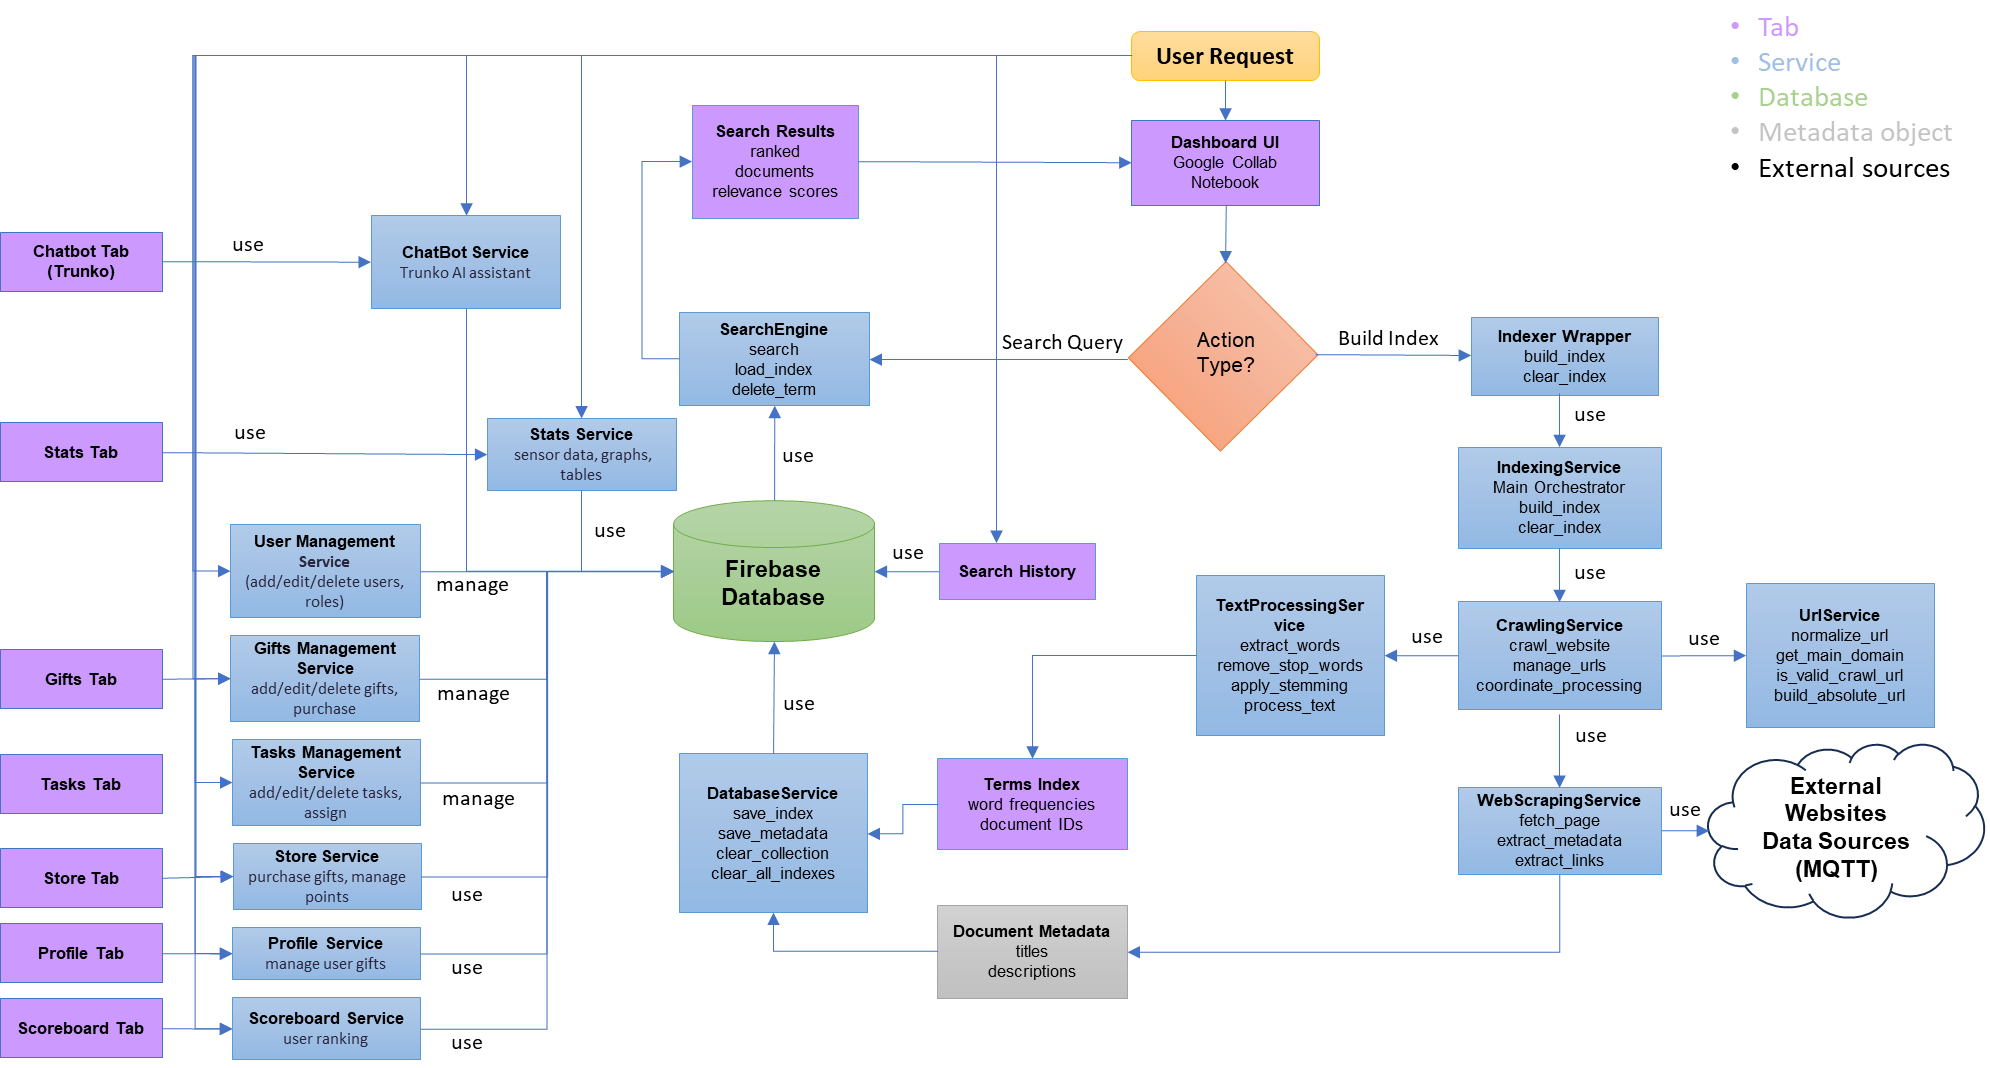 User Request
• Tab
• Service
• Database
• Metadata object
• External sources
Search Results
ranked
documents
relevance scores
Dashboard UI
Google Collab
Notebook
Chatbot Tab
(Trunko)
use
ChatBot Service
Trunko AI assistant
SearchEngine
search
load_index
delete_term
Search Query
Action
Type?
Build Index
Indexer Wrapper
build_index
clear_index
use
Stats Tab
use
Stats Service
sensor data, graphs,
tables
use
use
IndexingService
Main Orchestrator
build_index
clear_index
use
User Management
Service
(add/edit/delete users,
roles)
manage
Firebase
Database
use
Search History
TextProcessingSer
vice
extract_words
remove_stop_words
apply_stemming
process_text
use
CrawlingService
crawl_website
manage_urls
coordinate_processing
use
UrlService
normalize_url
get_main_domain
is_valid_crawl_url
build_absolute_url
Gifts Tab
Gifts Management
Service
add/edit/delete gifts,
purchase
manage
use
use
Tasks Tab
Tasks Management
Service
add/edit/delete tasks,
assign
manage
DatabaseService
save_index
save_metadata
clear_collection
clear_all_indexes
Terms Index
word frequencies
document IDs
WebScrapingService
fetch_page
extract_metadata
extract_links
use
External
Websites
Data Sources
(MQTT)
Store Tab
Store Service
purchase gifts, manage
points
use
Profile Tab
Profile Service
manage user gifts
use
Document Metadata
titles
descriptions
Scoreboard Tab
Scoreboard Service
user ranking
use